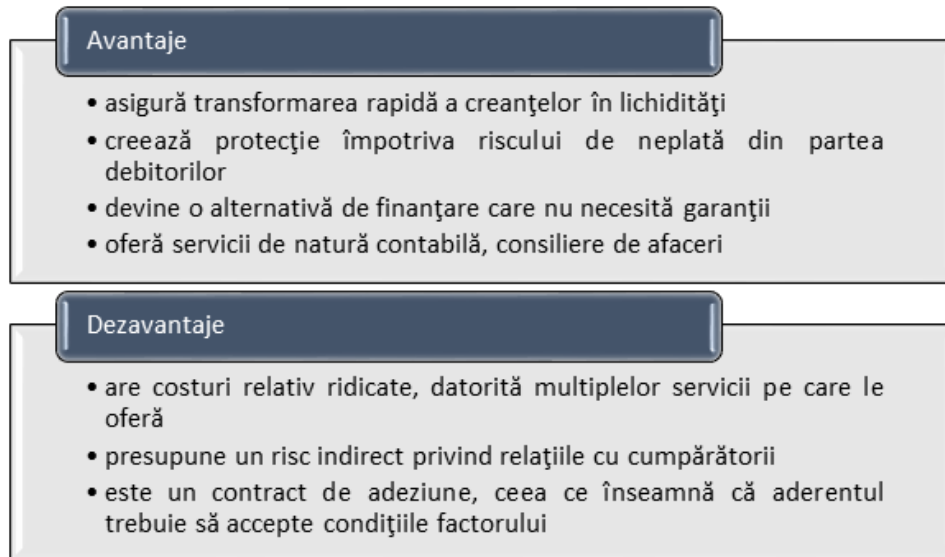 Avantaje
• asigură transformarea rapidă a creanţelor în lichidităţi
• creează protecţie împotriva riscului de neplată din partea
debitorilor
• devine o alternativă de finanţare care nu necesită garanţii
• oferă servicii de natură contabilă, consiliere de afaceri
Dezavantaje
• are costuri relativ ridicate, datorită multiplelor servicii pe care le
oferă
• presupune un risc indirect privind relaţiile cu cumpărătorii
• este un contract de adeziune, ceea ce înseamnă că aderentul
trebuie să accepte condiţiile factorului